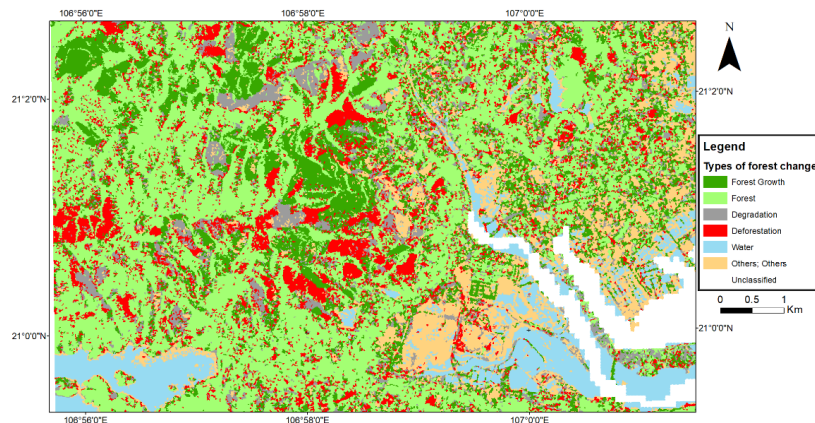 106°56'0"E 106°58'0"E 107°0'0"E
N
21°2'0"N 21°2'0"N
Legend
Types of forest change
Forest Growth
Forest
Degradation
Deforestation
Water
Others; Others
Unclassified
0 0.5 1
Km
21°0'0"N 21°0'0"N
106°56'0"E 106°58'0"E 107°0'0"E